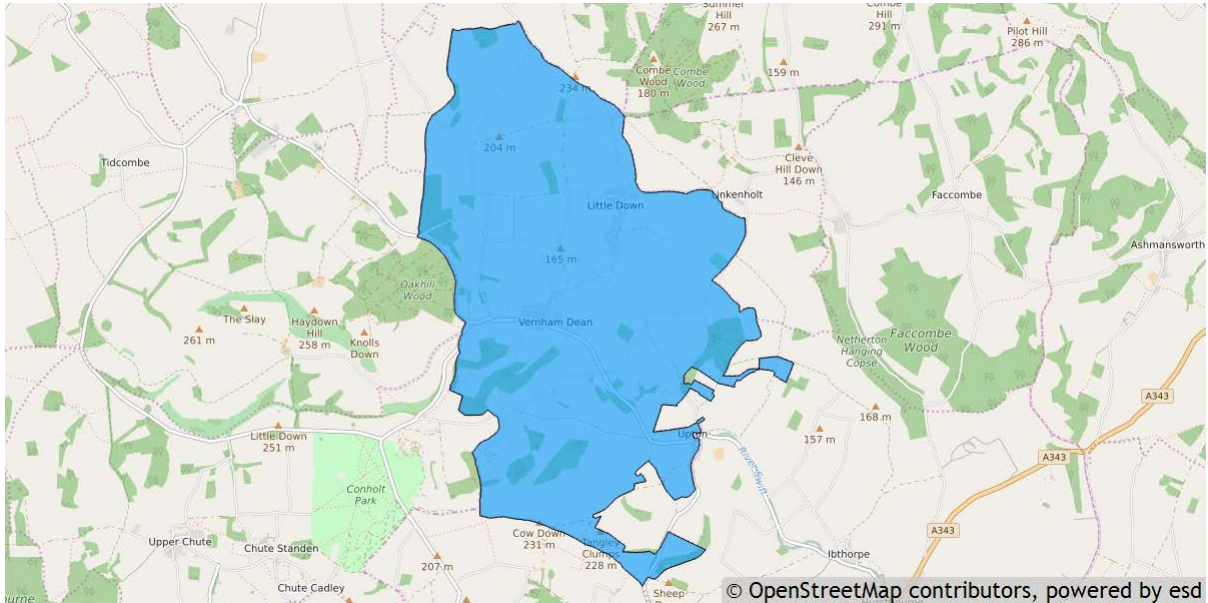 Summer
Hill
267 m
Combe
Hill
291 m
Pilot Hill
286 m
Combe
Wood
180 m
Combe
Wood
159 m
234 m
204 m
Tidcombe
Cleve
Hill Down
146 m
Linkenholt
Faccombe
Little Down
Ashmansworth
165 m
Oakhill
Wood
The Slay
Haydown
Hill
258 m
Knolls
Down
261 m
Vernham Dean
Netherton
Hanging
Copse
Faccombe
Wood
A343
168 m
Little Down
251 m
Upton
157 m
River Swift
A343
Conholt
Park
A343
Upper Chute
Chute Standen
Cow Down
231 m
Tangley
Clumps
228 m
Ibthorpe
207 m
Chute Cadley
Sheep
© OpenStreetMap contributors, powered by esd